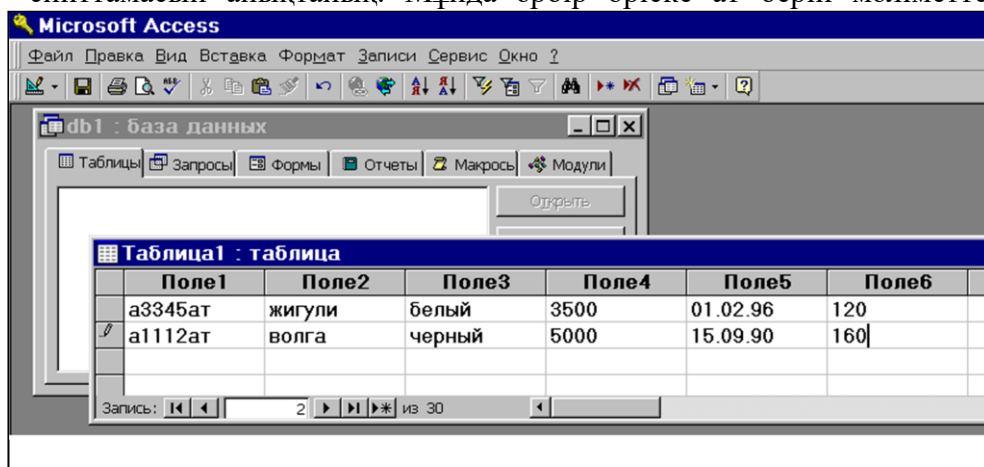 Microsoft Access
Файл Правка Вид Вставка Формат Записи Сервис Окно ?
db1 : база данных
Таблицы Запросы Формы Отчеты Макросы Модули
Открыть
Таблица1 : таблица
Поле1 Поле2 Поле3 Поле4 Поле5 Поле6
а3345ат жигули белый 3500 01.02.96 120
а1112ат волга черный 5000 15.09.90 160
Запись: 2 из 30